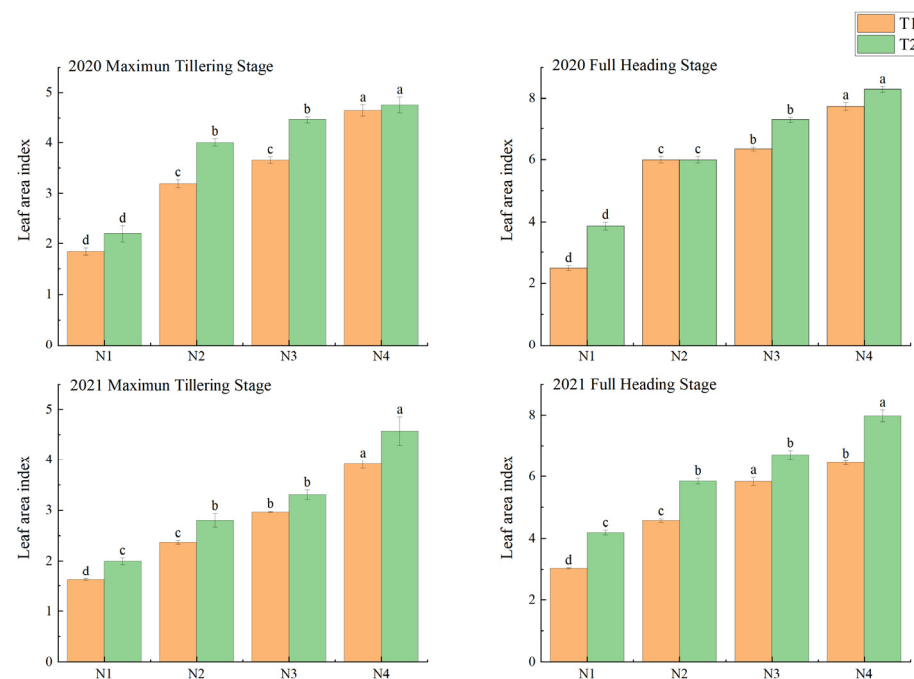 T1
T2
2020 Maximun Tillering Stage
Leaf area index
5
4
3
2
1
0
d
d
c
b
c
b
a
a
N1 N2 N3 N4
2020 Full Heading Stage
Leaf area index
8
6
4
2
0
d
d
c
c
b
b
a
a
N1 N2 N3 N4
2021 Maximun Tillering Stage
Leaf area index
5
4
3
2
1
0
d
c
c
b
b
b
a
a
N1 N2 N3 N4
2021 Full Heading Stage
Leaf area index
8
6
4
2
0
d
c
c
b
a
b
b
a
N1 N2 N3 N4